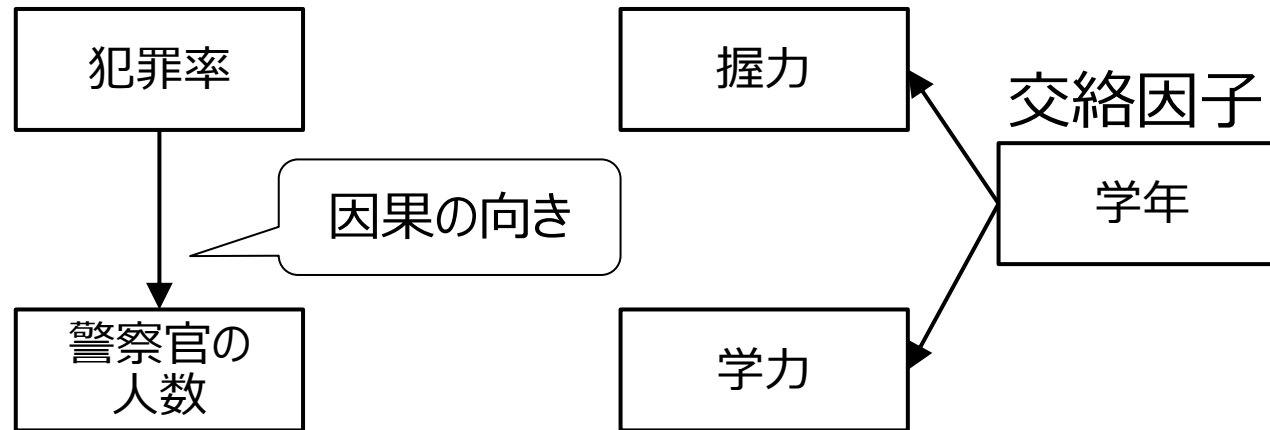 犯罪率
因果の向き
警察官の
人数
握力
交絡因子
学年
学力